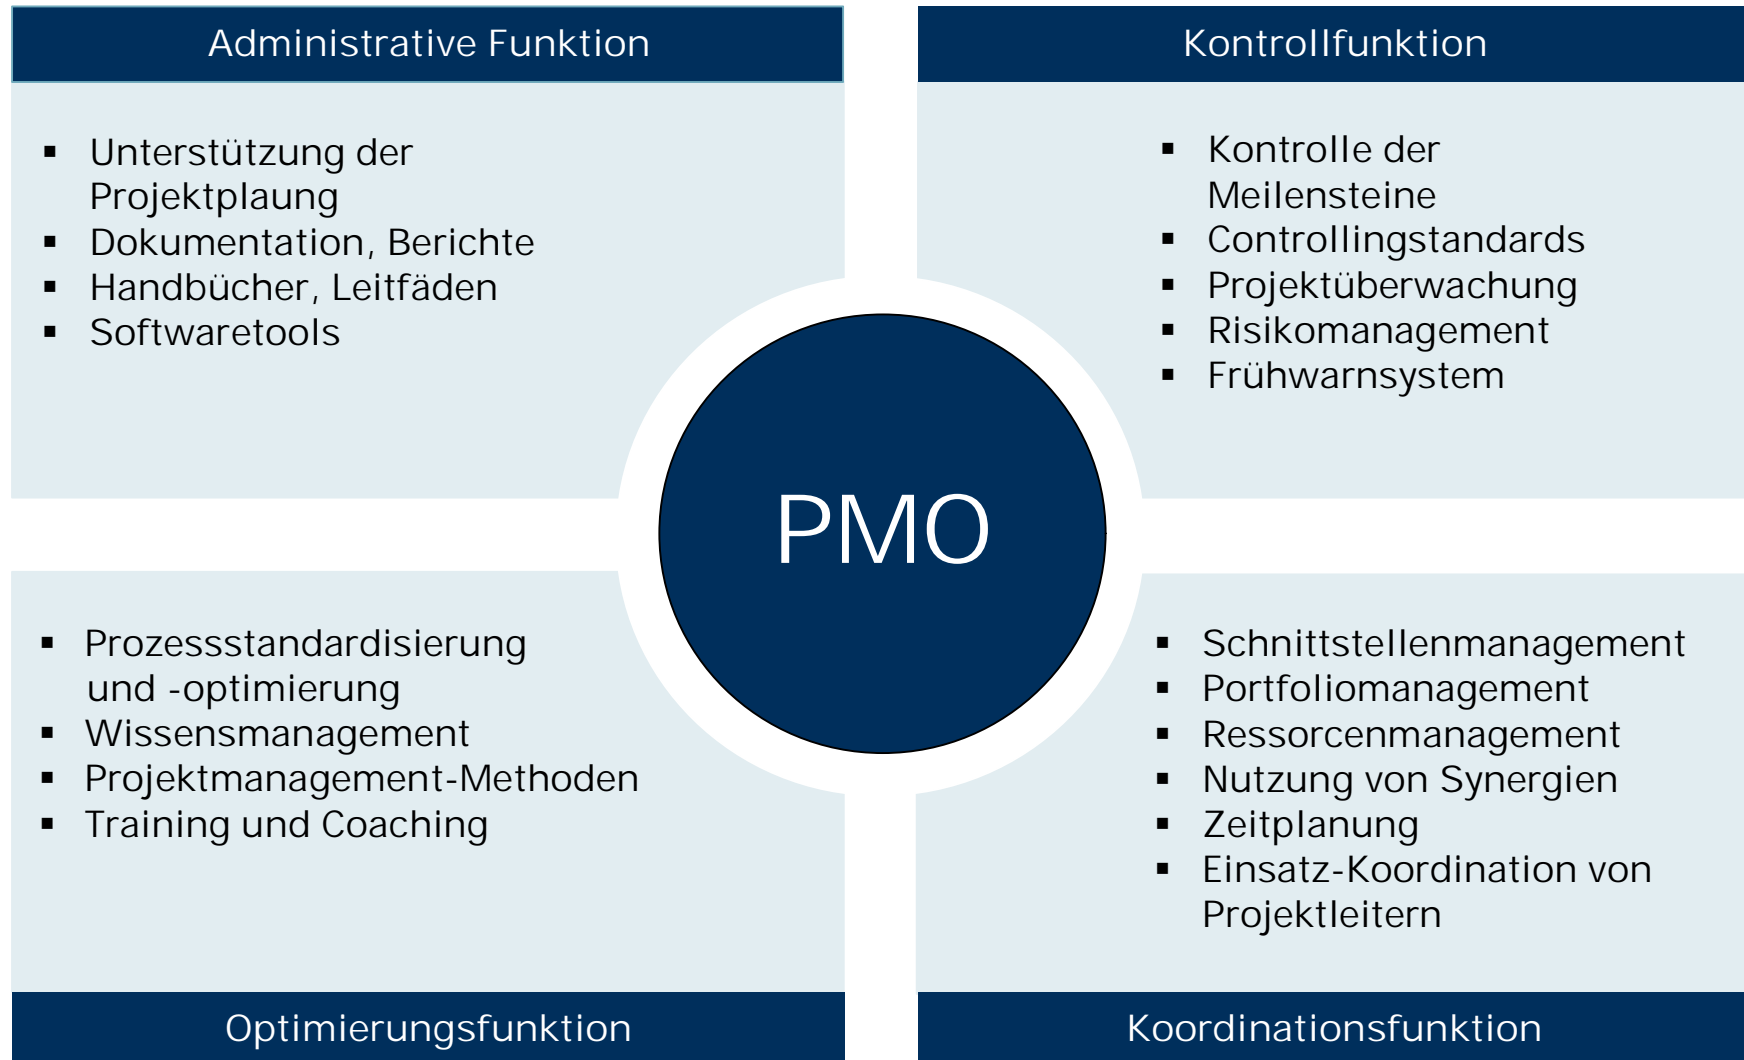 Administrative Funktion
▪ Unterstützung der
Projektplaung
▪ Dokumentation, Berichte
▪ Handbücher, Leitfäden
▪ Softwaretools
Kontrollfunktion
▪ Kontrolle der
Meilensteine
▪ Controllingstandards
▪ Projektüberwachung
▪ Risikomanagement
▪ Frühwarnsystem
PMO
▪ Prozessstandardisierung
und -optimierung
▪ Wissensmanagement
▪ Projektmanagement-Methoden
▪ Training und Coaching
Optimierungsfunktion
▪ Schnittstellenmanagement
▪ Portfoliomanagement
▪ Ressorcenmanagement
▪ Nutzung von Synergien
▪ Zeitplanung
▪ Einsatz-Koordination von
Projektleitern
Koordinationsfunktion